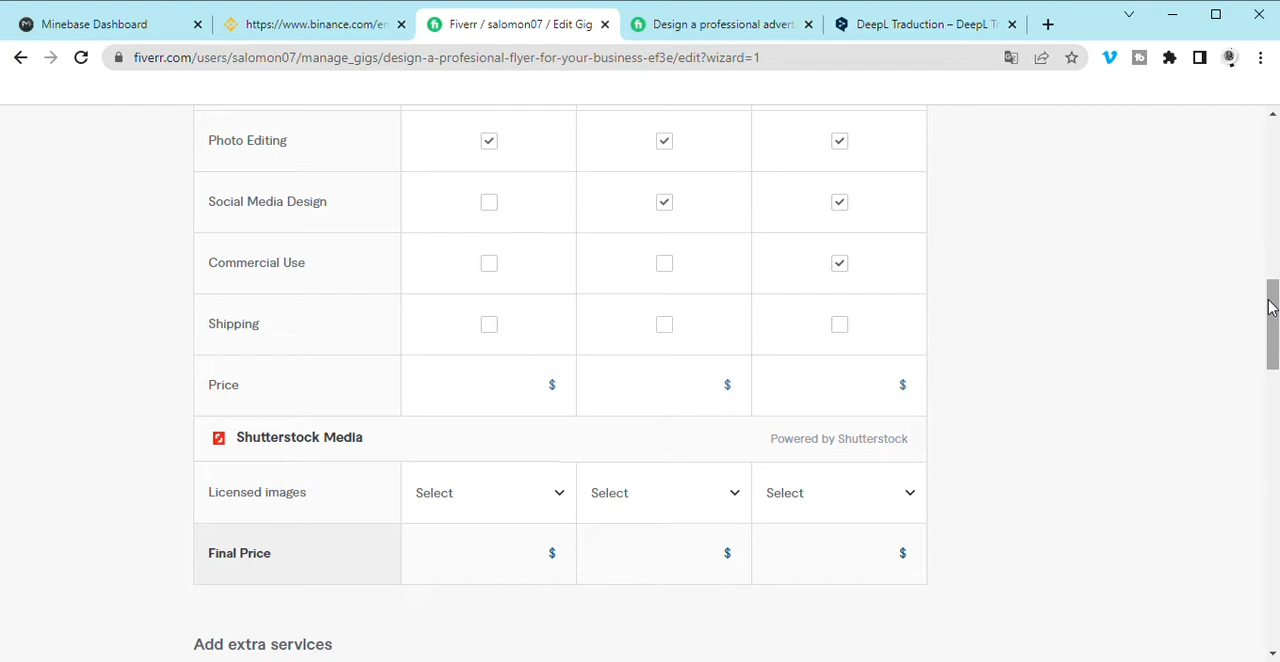 Minebase Dashboard
https://www.binance.com/en
Fiverr / salomon07 / Edit Gig
Design a professional advert
DeepL Traduction – DeepL Tr
fiverr.com/users/salomon07/manage_gigs/design-a-profesional-flyer-for-your-business-ef3e/edit?wizard=1
Photo Editing
Social Media Design
Commercial Use
Shipping
Price $ $ $
Shutterstock Media Powered by Shutterstock
Licensed images Select Select Select
Final Price $ $ $
Add extra services